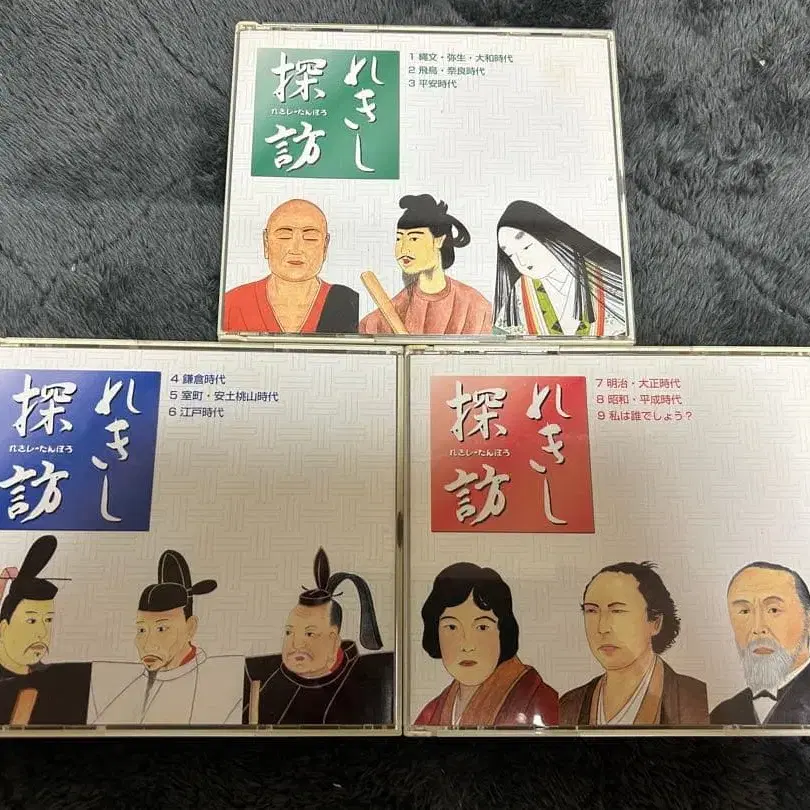 れきし
探訪
れきし〜たんぼう
1 縄文・弥生・大和時代
2 飛鳥・奈良時代
3 平安時代
れきし
探訪
れきし〜たんぼう
4 鎌倉時代
5 室町・安土桃山時代
6 江戸時代
れきし
探訪
れきし〜たんぼう
7 明治・大正時代
8 昭和・平成時代
9 私は誰でしょう？